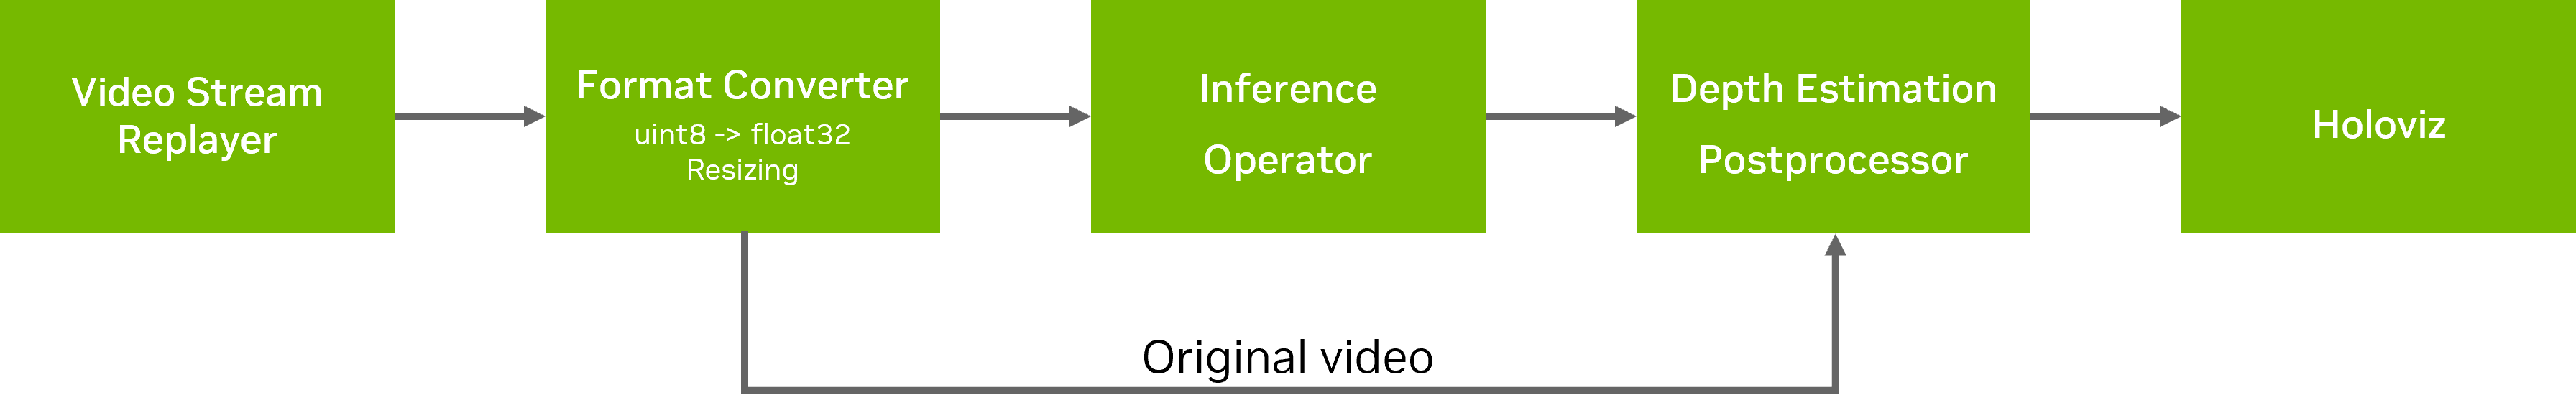 Video Stream
Replayer
Format Converter
uint8 -> float32
Resizing
Inference
Operator
Depth Estimation
Postprocessor
Holoviz
Original video